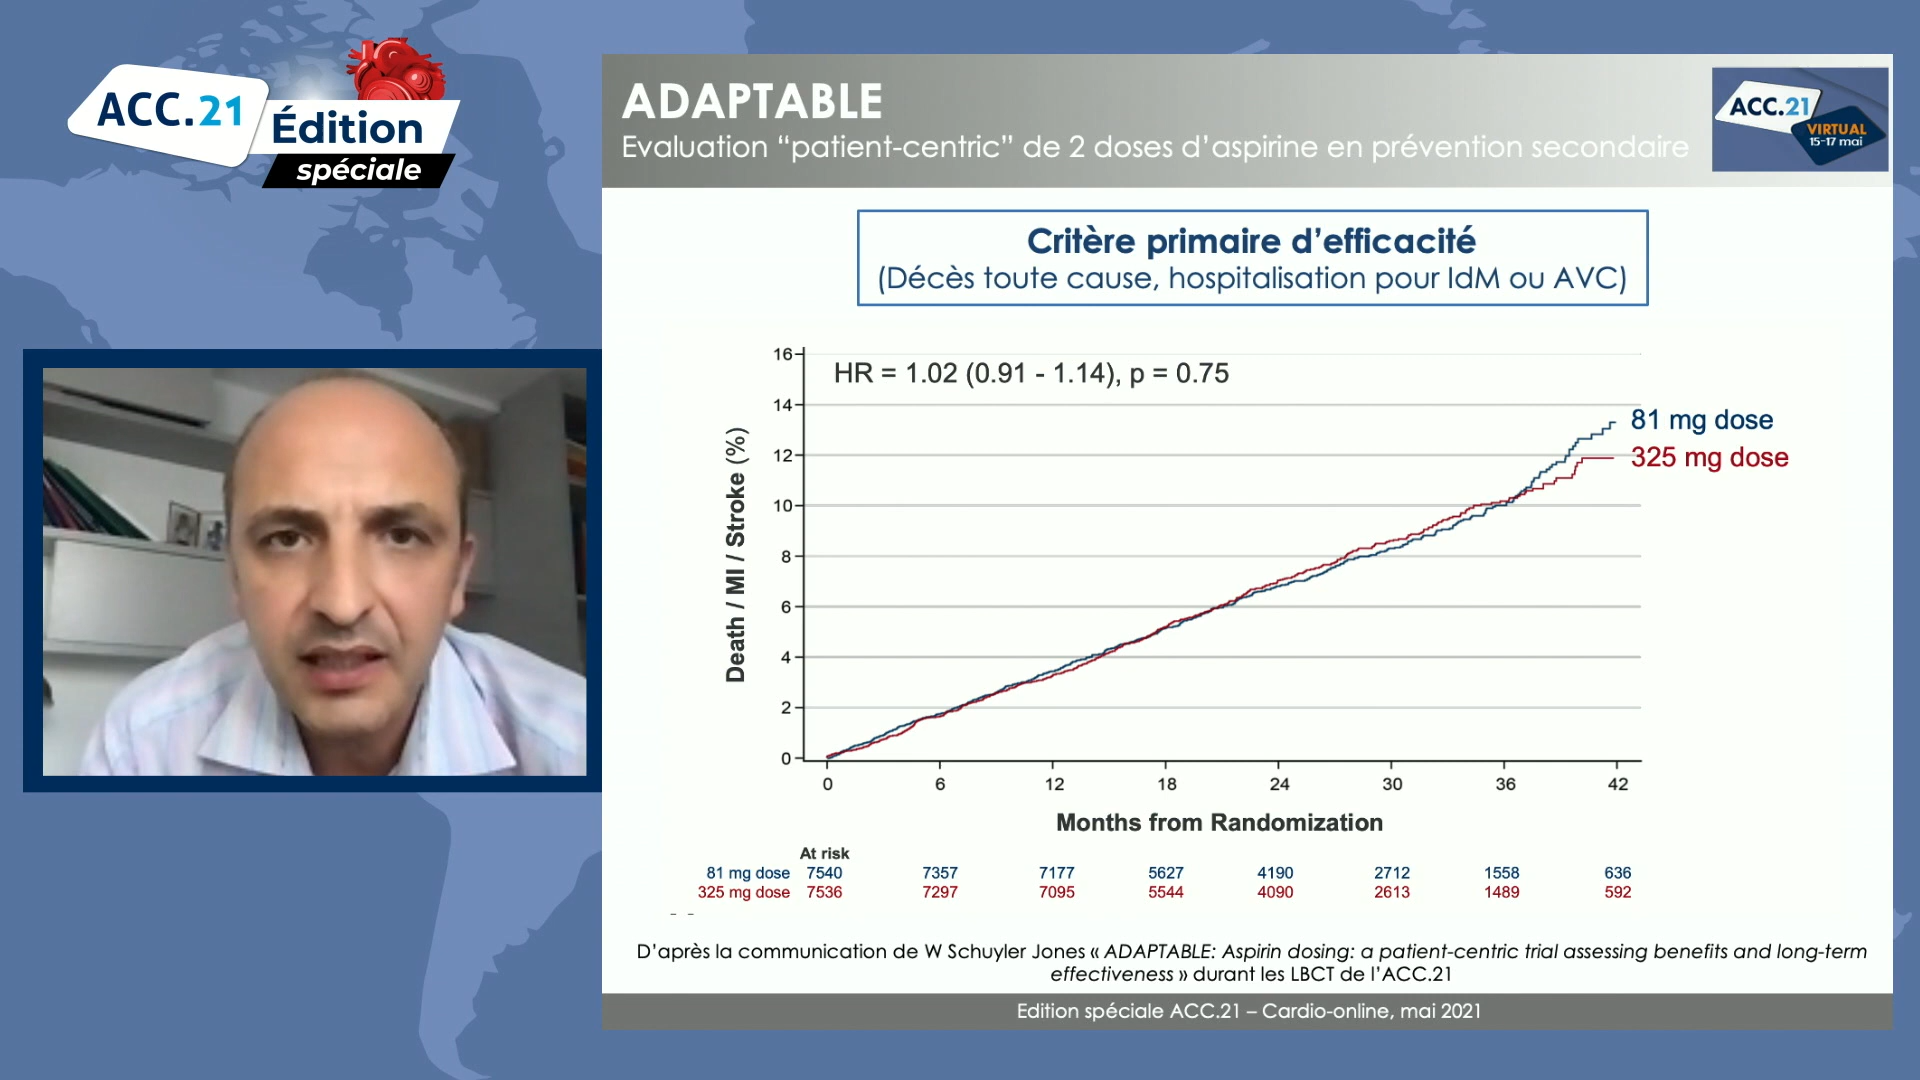 ACC.21
Édition
spéciale
ADAPTABLE
Evaluation “patient-centric” de 2 doses d’aspirine en prévention secondaire
ACC.21
VIRTUAL
15-17 mai
Critère primaire d’efficacité
(Décès toute cause, hospitalisation pour IdM ou AVC)
HR = 1.02 (0.91 - 1.14), p = 0.75
16
14
12
10
8
6
4
2
0
Death / MI / Stroke (%)
81 mg dose
325 mg dose
0 6 12 18 24 30 36 42
Months from Randomization
At risk
81 mg dose 7540 7357 7177 5627 4190 2712 1558 636
325 mg dose 7536 7297 7095 5544 4090 2613 1489 592
D’après la communication de W Schuyler Jones « ADAPTABLE: Aspirin dosing: a patient-centric trial assessing benefits and long-term
effectiveness » durant les LBCT de l’ACC.21
Edition spéciale ACC.21 – Cardio-online, mai 2021